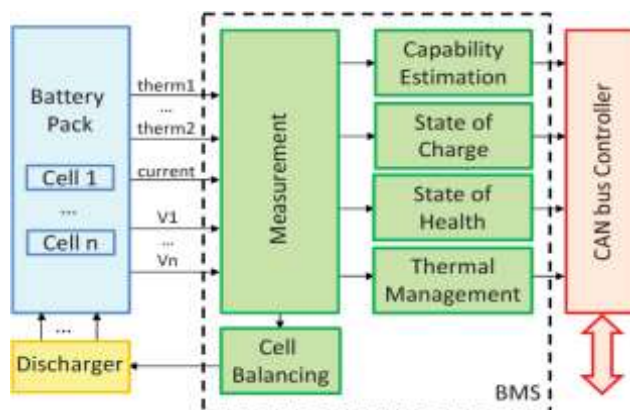 Battery
Pack
Cell 1
...
Cell n
therm1
...
therm2
current
V1
...
Vn
Measurement
Capability
Estimation
State of
Charge
State of
Health
Thermal
Management
CAN bus Controller
...
Discharger
Cell
Balancing
BMS